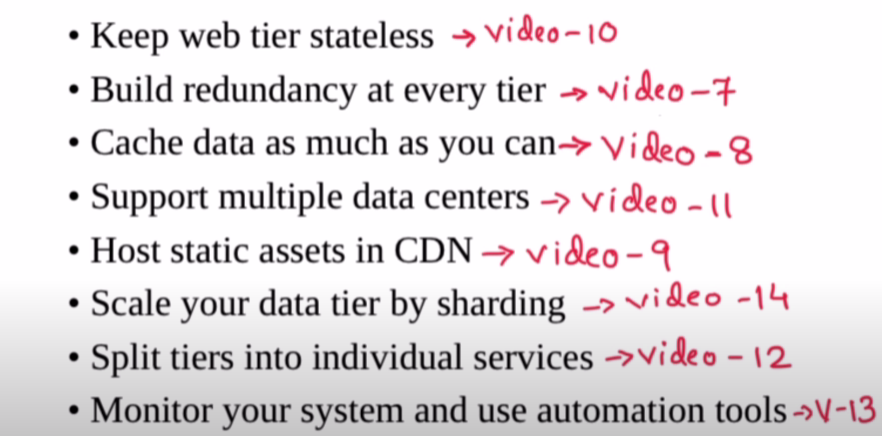 • Keep web tier stateless → video-10
• Build redundancy at every tier → video-7
• Cache data as much as you can → video-8
• Support multiple data centers → video-11
• Host static assets in CDN → video-9
• Scale your data tier by sharding → video-14
• Split tiers into individual services → video-12
• Monitor your system and use automation tools → V-13